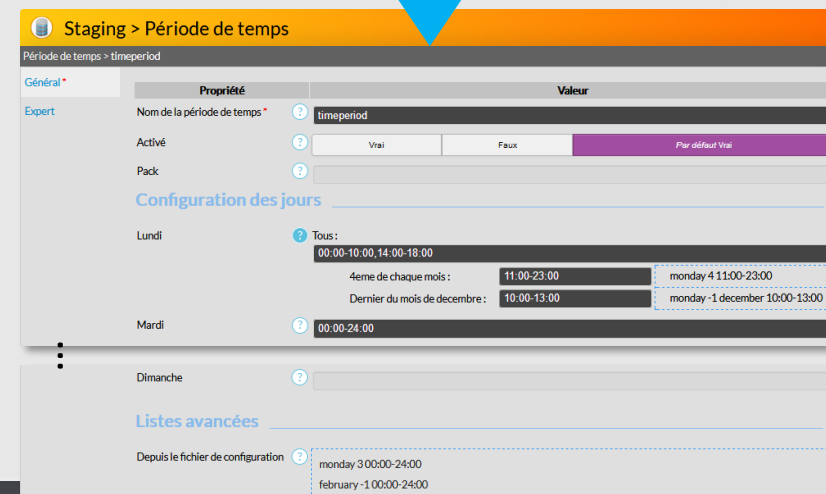 Staging > Période de temps
Période de temps > timeperiod
Général *
Expert
Propriété Valeur
Nom de la période de temps * ? timeperiod
Activé ? Vrai Faux Par défaut Vrai
Pack ?
Configuration des jours
Lundi ? Tous :
00:00-10:00,14:00-18:00
4eme de chaque mois : 11:00-23:00 monday 4 11:00-23:00
Dernier du mois de decembre : 10:00-13:00 monday -1 december 10:00-13:00
Mardi ? 00:00-24:00
Dimanche ?
Listes avancées
Depuis le fichier de configuration ? monday 3 00:00-24:00
february -1 00:00-24:00